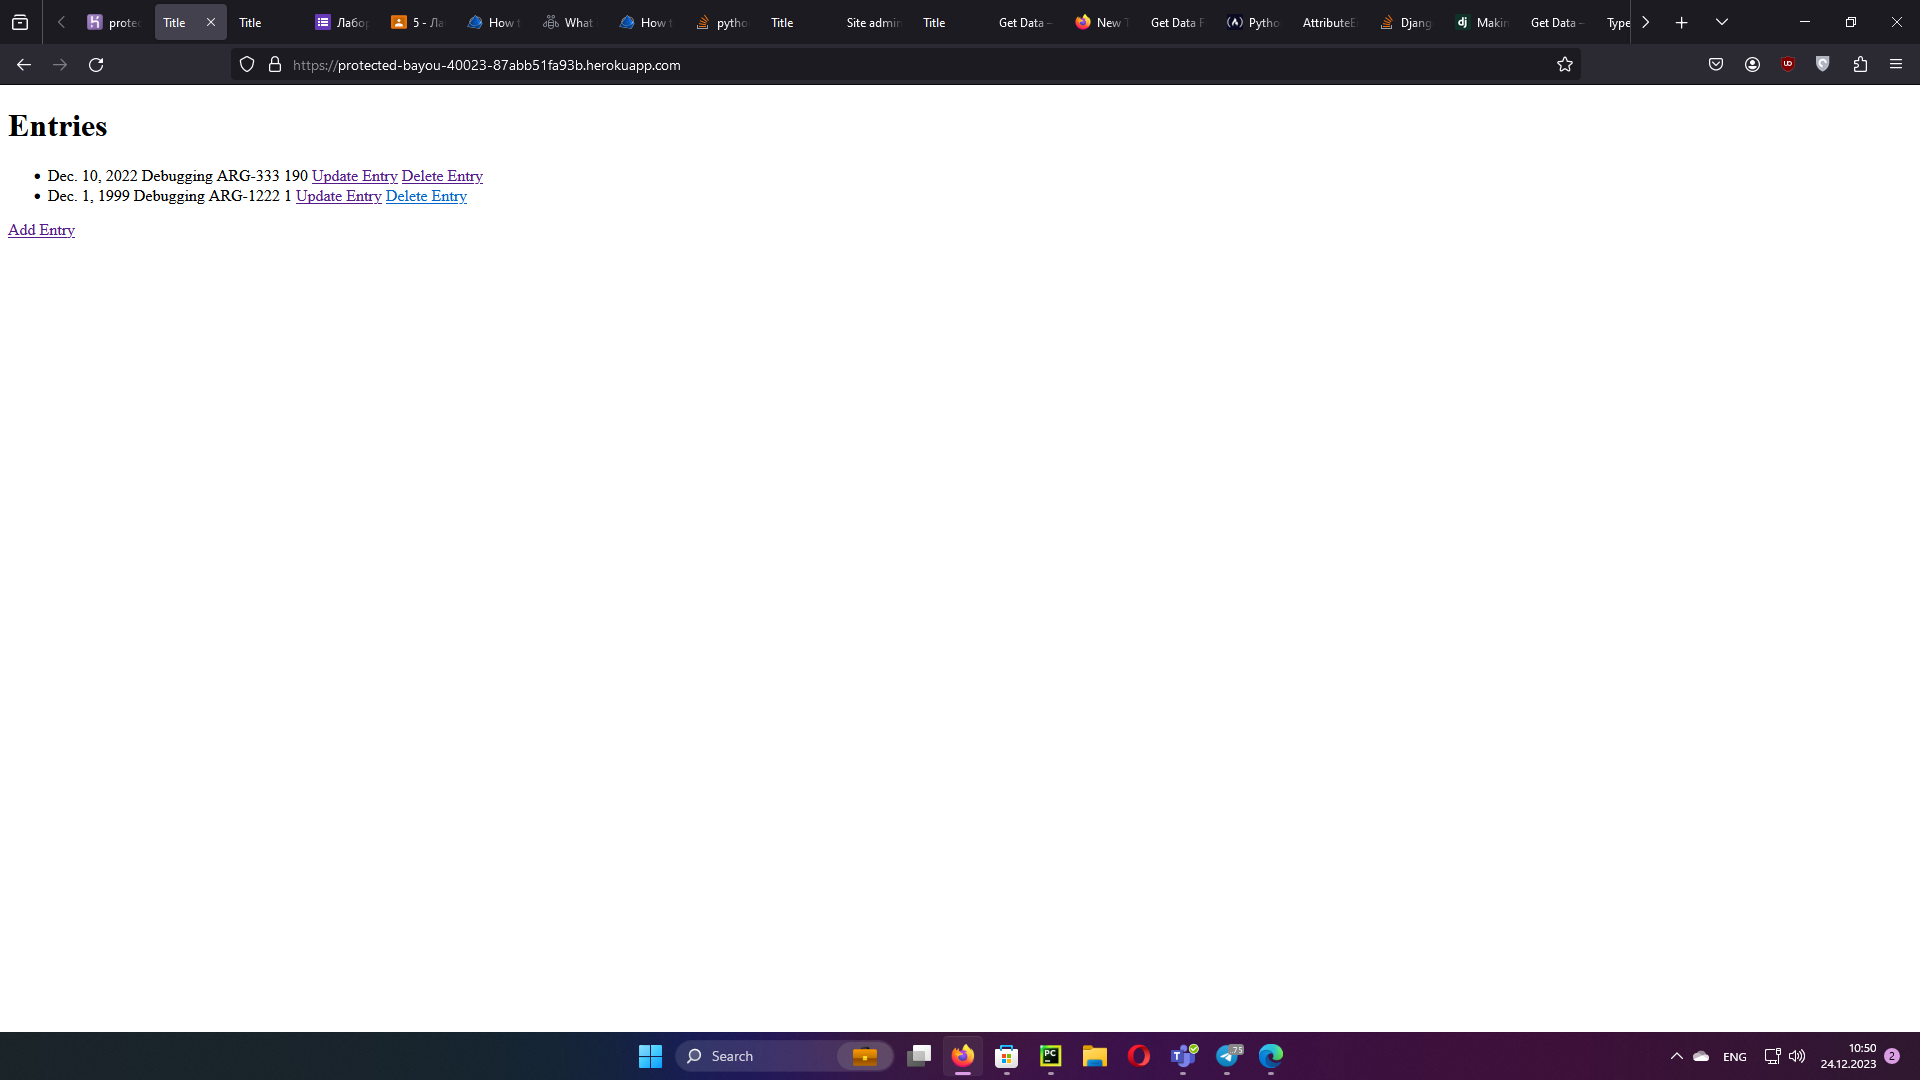 protec
Title
Title
Лабор
5 - Ла
How t
What
How t
pytho
Title
Site admin
Title
Get Data –
New T
Get Data F
Pytho
AttributeE
Djang
Makin
Get Data –
Type
https://protected-bayou-40023-87abb51fa93b.herokuapp.com
Entries
• Dec. 10, 2022 Debugging ARG-333 190 Update Entry Delete Entry
• Dec. 1, 1999 Debugging ARG-1222 1 Update Entry Delete Entry
Add Entry
Search
PC
.75
ENG
10:50
24.12.2023
2